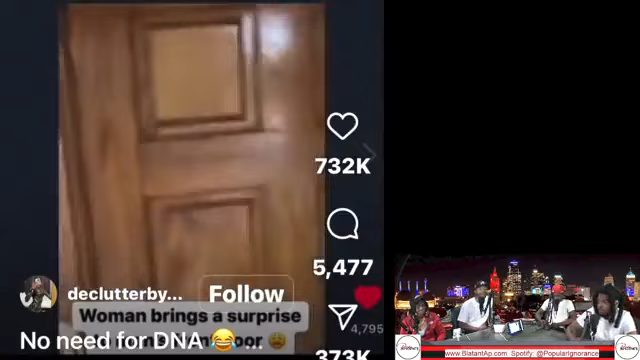 732K
5,477
declutterby...
Follow
Woman brings a surprise
4,795
No need for DNA 😂 ...
373K
www.BlatantAp.com Spotify: @PopularIgnorance